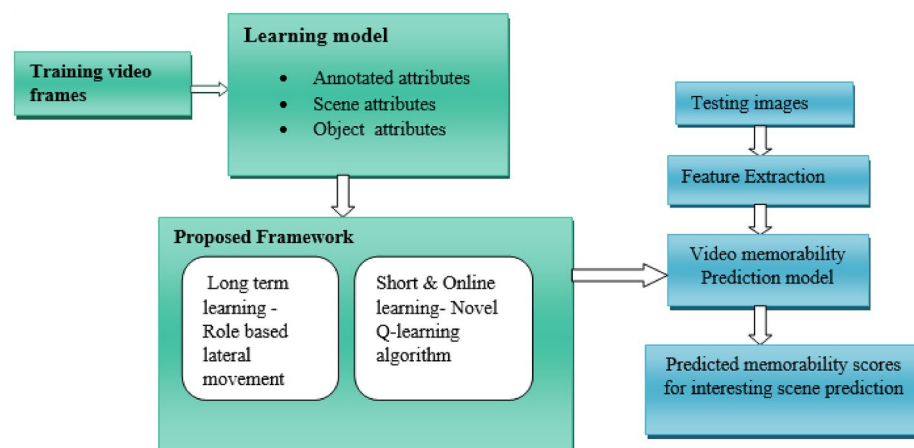 Training video
frames
Learning model
• Annotated attributes
• Scene attributes
• Object attributes
Proposed Framework
Long term
learning -
Role based
lateral
movement
Short & Online
learning- Novel
Q-learning
algorithm
Testing images
Feature Extraction
Video memorability
Prediction model
Predicted memorability scores
for interesting scene prediction